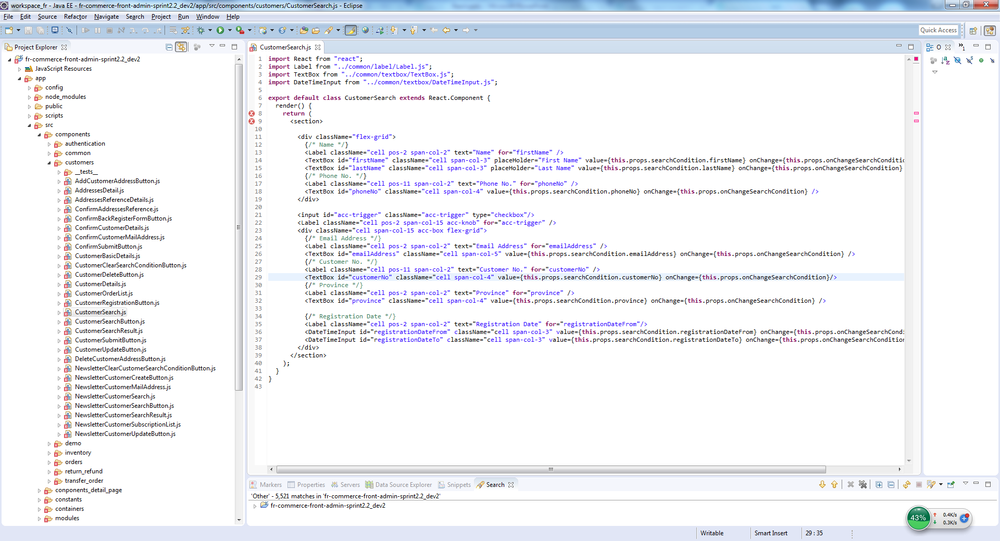 workspace_fr - Java EE - fr-commerce-front-admin-sprint2.2_dev2/app/src/components/customers/CustomerSearch.js - Eclipse
File Edit Source Refactor Navigate Search Project Run Window Help
Quick Access
Project Explorer
fr-commerce-front-admin-sprint2.2_dev2
JavaScript Resources
app
config
node_modules
public
scripts
src
components
authentication
common
customers
__tests__
AddCustomerAddressButton.js
AddressesDetail.js
AddressesReferenceDetails.js
ConfirmAddressesReference.js
ConfirmBackRegisterFormButton.js
ConfirmCustomerDetails.js
ConfirmCustomerMailAddress.js
ConfirmSubmitButton.js
CustomerBasicDetails.js
CustomerClearSearchConditionButton.js
CustomerDeleteButton.js
CustomerDetails.js
CustomerOrderList.js
CustomerRegistrationButton.js
CustomerSearch.js
CustomerSearchButton.js
CustomerSearchResult.js
CustomerSubmitButton.js
CustomerUpdateButton.js
DeleteCustomerAddressButton.js
NewsletterClearCustomerSearchConditionButton.js
NewsletterCustomerCreateButton.js
NewsletterCustomerMailAddress.js
NewsletterCustomerSearch.js
NewsletterCustomerSearchButton.js
NewsletterCustomerSearchResult.js
NewsletterCustomerSubscriptionList.js
NewsletterCustomerUpdateButton.js
demo
inventory
orders
return_refund
transfer_order
conponents_detail_page
constants
containers
modules
CustomerSearch.js
1 import React from "react";
2 import Label from "../common/label/Label.js";
3 import TextBox from "../common/textbox/TextBox.js";
4 import DateTimeInput from "../common/textbox/DateTimeInput.js";
5
6 export default class CustomerSearch extends React.Component {
7 render() {
8 return (
9 <section>
10
11 <div className="flex-grid">
12 {/* Name */}
13 <Label className="cell pos-2 span-col-2" text="Name" for="firstName" />
14 <TextBox id="firstName" className="cell span-col-3" placeHolder="First Name" value={this.props.searchCondition.firstName} onChange={this.props.onChangeSearchConditio
15 <TextBox id="lastName" className="cell span-col-3" placeHolder="Last Name" value={this.props.searchCondition.lastName} onChange={this.props.onChangeSearchCondition}
16 {/* Phone No. */}
17 <Label className="cell pos-11 span-col-2" text="Phone No." for="phoneNo" />
18 <TextBox id="phoneNo" className="cell span-col-4" value={this.props.searchCondition.phoneNo} onChange={this.props.onChangeSearchCondition} />
19 </div>
20
21 <input id="acc-trigger" className="acc-trigger" type="checkbox"/>
22 <Label className="cell pos-2 span-col-15 acc-knob" for="acc-trigger" />
23 <div className="cell span-col-15 acc-box flex-grid">
24 {/* Email Address */}
25 <Label className="cell pos-2 span-col-2" text="Email Address" for="emailAddress" />
26 <TextBox id="emailAddress" className="cell span-col-5" value={this.props.searchCondition.emailAddress} onChange={this.props.onChangeSearchCondition} />
27 {/* Customer No. */}
28 <Label className="cell pos-11 span-col-2" text="Customer No." for="customerNo" />
29 <TextBox id="customerNo" className="cell span-col-4" value={this.props.searchCondition.customerNo} onChange={this.props.onChangeSearchCondition}/>
30 {/* Province */}
31 <Label className="cell pos-2 span-col-2" text="Province" for="province" />
32 <TextBox id="province" className="cell span-col-4" value={this.props.searchCondition.province} onChange={this.props.onChangeSearchCondition} />
33
34 {/* Registration Date */}
35 <Label className="cell pos-2 span-col-2" text="Registration Date" for="registrationDateFrom"/>
36 <DateTimeInput id="registrationDateFrom" className="cell span-col-3" value={this.props.searchCondition.registrationDateFrom} onChange={this.props.onChangeSearchCondi
37 <DateTimeInput id="registrationDateTo" className="cell span-col-3" value={this.props.searchCondition.registrationDateTo} onChange={this.props.onChangeSearchCondition
38 </div>
39 </section>
40 );
41 }
42 }
43
O
1
Markers Properties Servers Data Source Explorer Snippets Search
'Other' - 5,521 matches in 'fr-commerce-front-admin-sprint2.2_dev2'
fr-commerce-front-admin-sprint2.2_dev2
43%
0.4K/s
0.3K/s
Writable Smart Insert 29 : 35